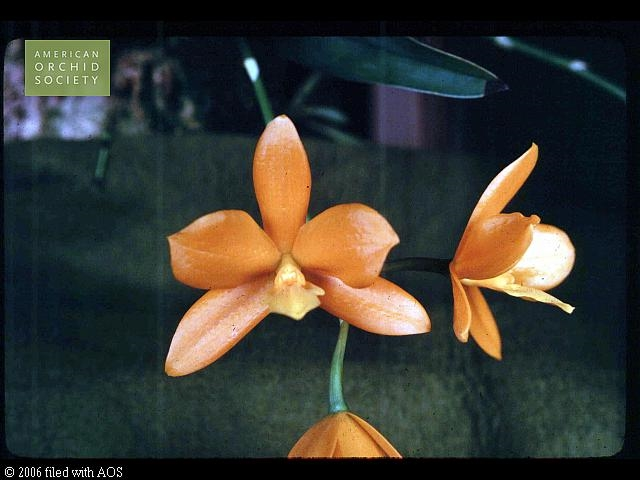 AMERICAN
ORCHID
SOCIETY
© 2006 filed with AOS